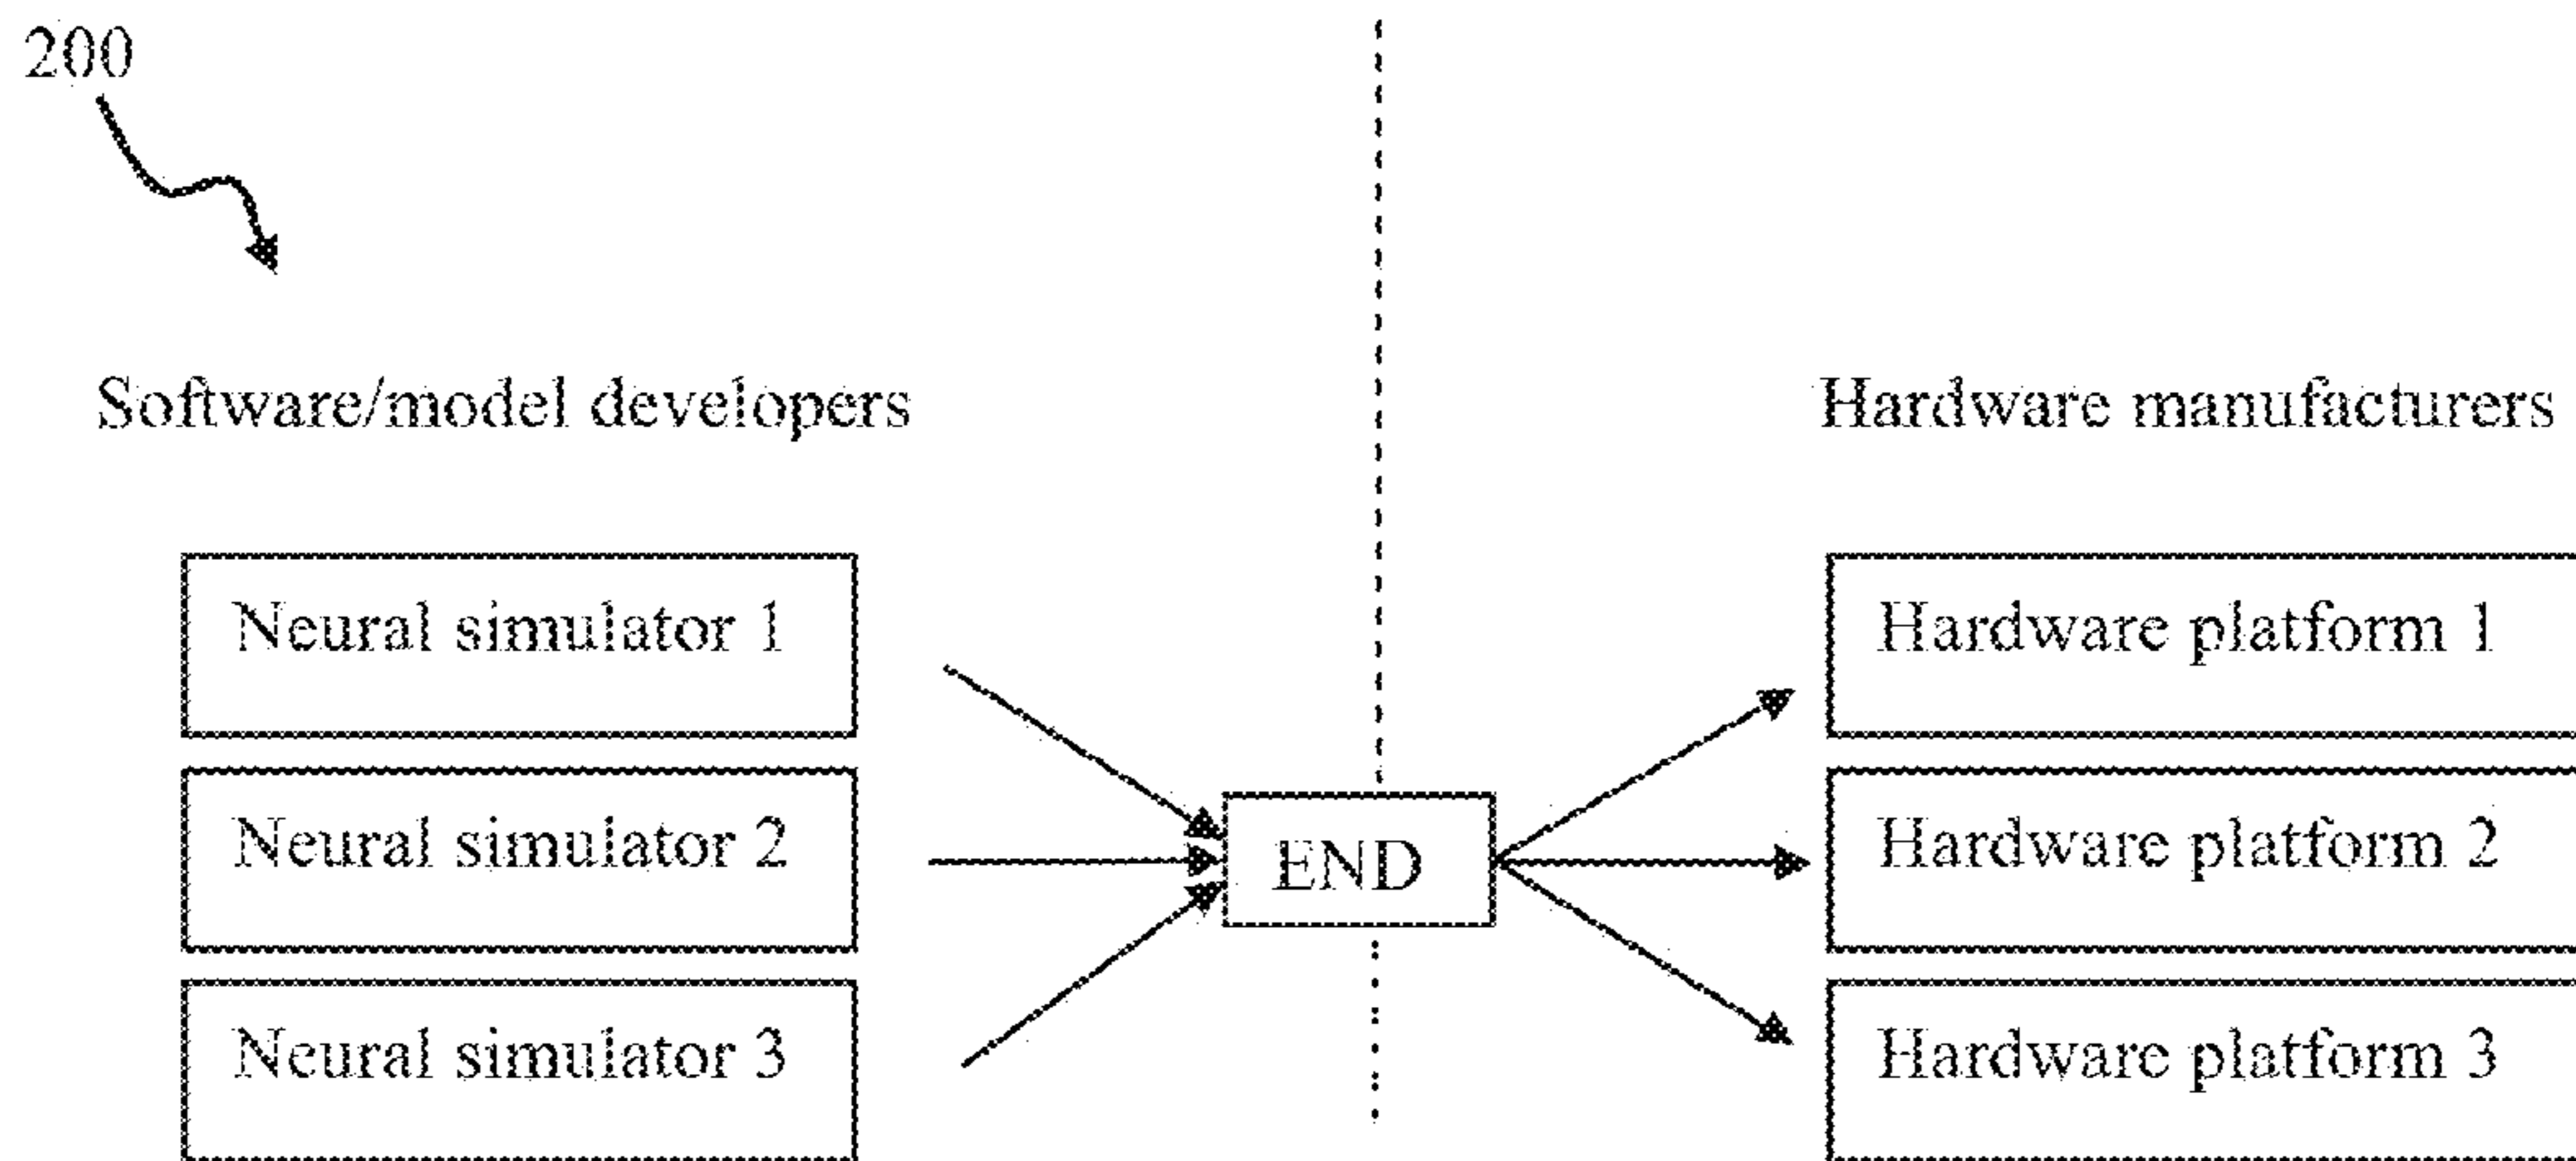 200
Software/model developers
Hardware manufacturers
Neural simulator 1
Hardware platform 1
Neural simulator 2
END
Hardware platform 2
Neural simulator 3
Hardware platform 3